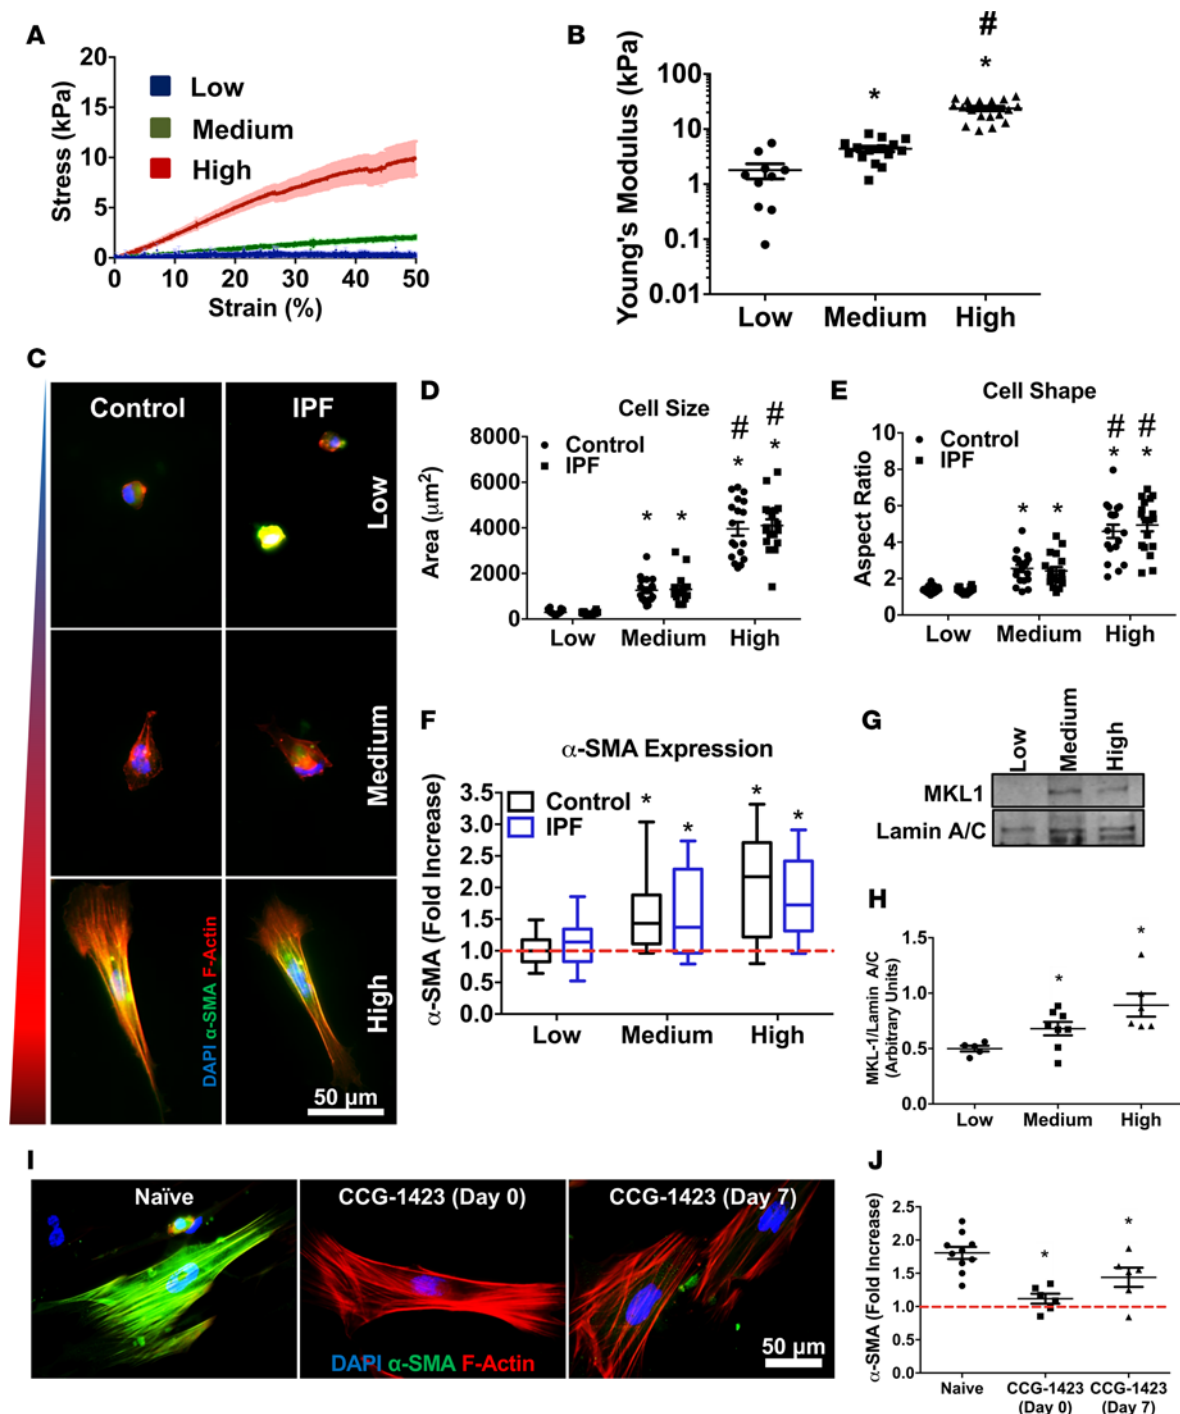 A
20
15
10
5
0
Stress (kPa)
Low
Medium
High
0 10 20 30 40 50
Strain (%)
B
#
*
*
100
10
1
0.1
0.01
Young's Modulus (kPa)
Low Medium High
C
Control IPF
Low
Medium
High
DAPI α-SMA F-Actin
50 µm
D
Cell Size
# #
* *
* *
Control
IPF
8000
6000
4000
2000
0
Area (µm²)
Low Medium High
E
Cell Shape
# #
* *
* *
Control
IPF
10
8
6
4
2
0
Aspect Ratio
Low Medium High
F
α-SMA Expression
Control
IPF
* *
* *
3.5
3.0
2.5
2.0
1.5
1.0
0.5
0.0
α-SMA (Fold Increase)
Low Medium High
G
Low Medium High
MKL1
Lamin A/C
H
*
*
1.5
1.0
0.5
0.0
MKL-1/Lamin A/C
(Arbitrary Units)
Low Medium High
I
Naïve CCG-1423 (Day 0) CCG-1423 (Day 7)
DAPI α-SMA F-Actin
50 µm
J
*
*
2.5
2.0
1.5
1.0
0.5
0.0
α-SMA (Fold Increase)
Naive CCG-1423 CCG-1423
(Day 0) (Day 7)